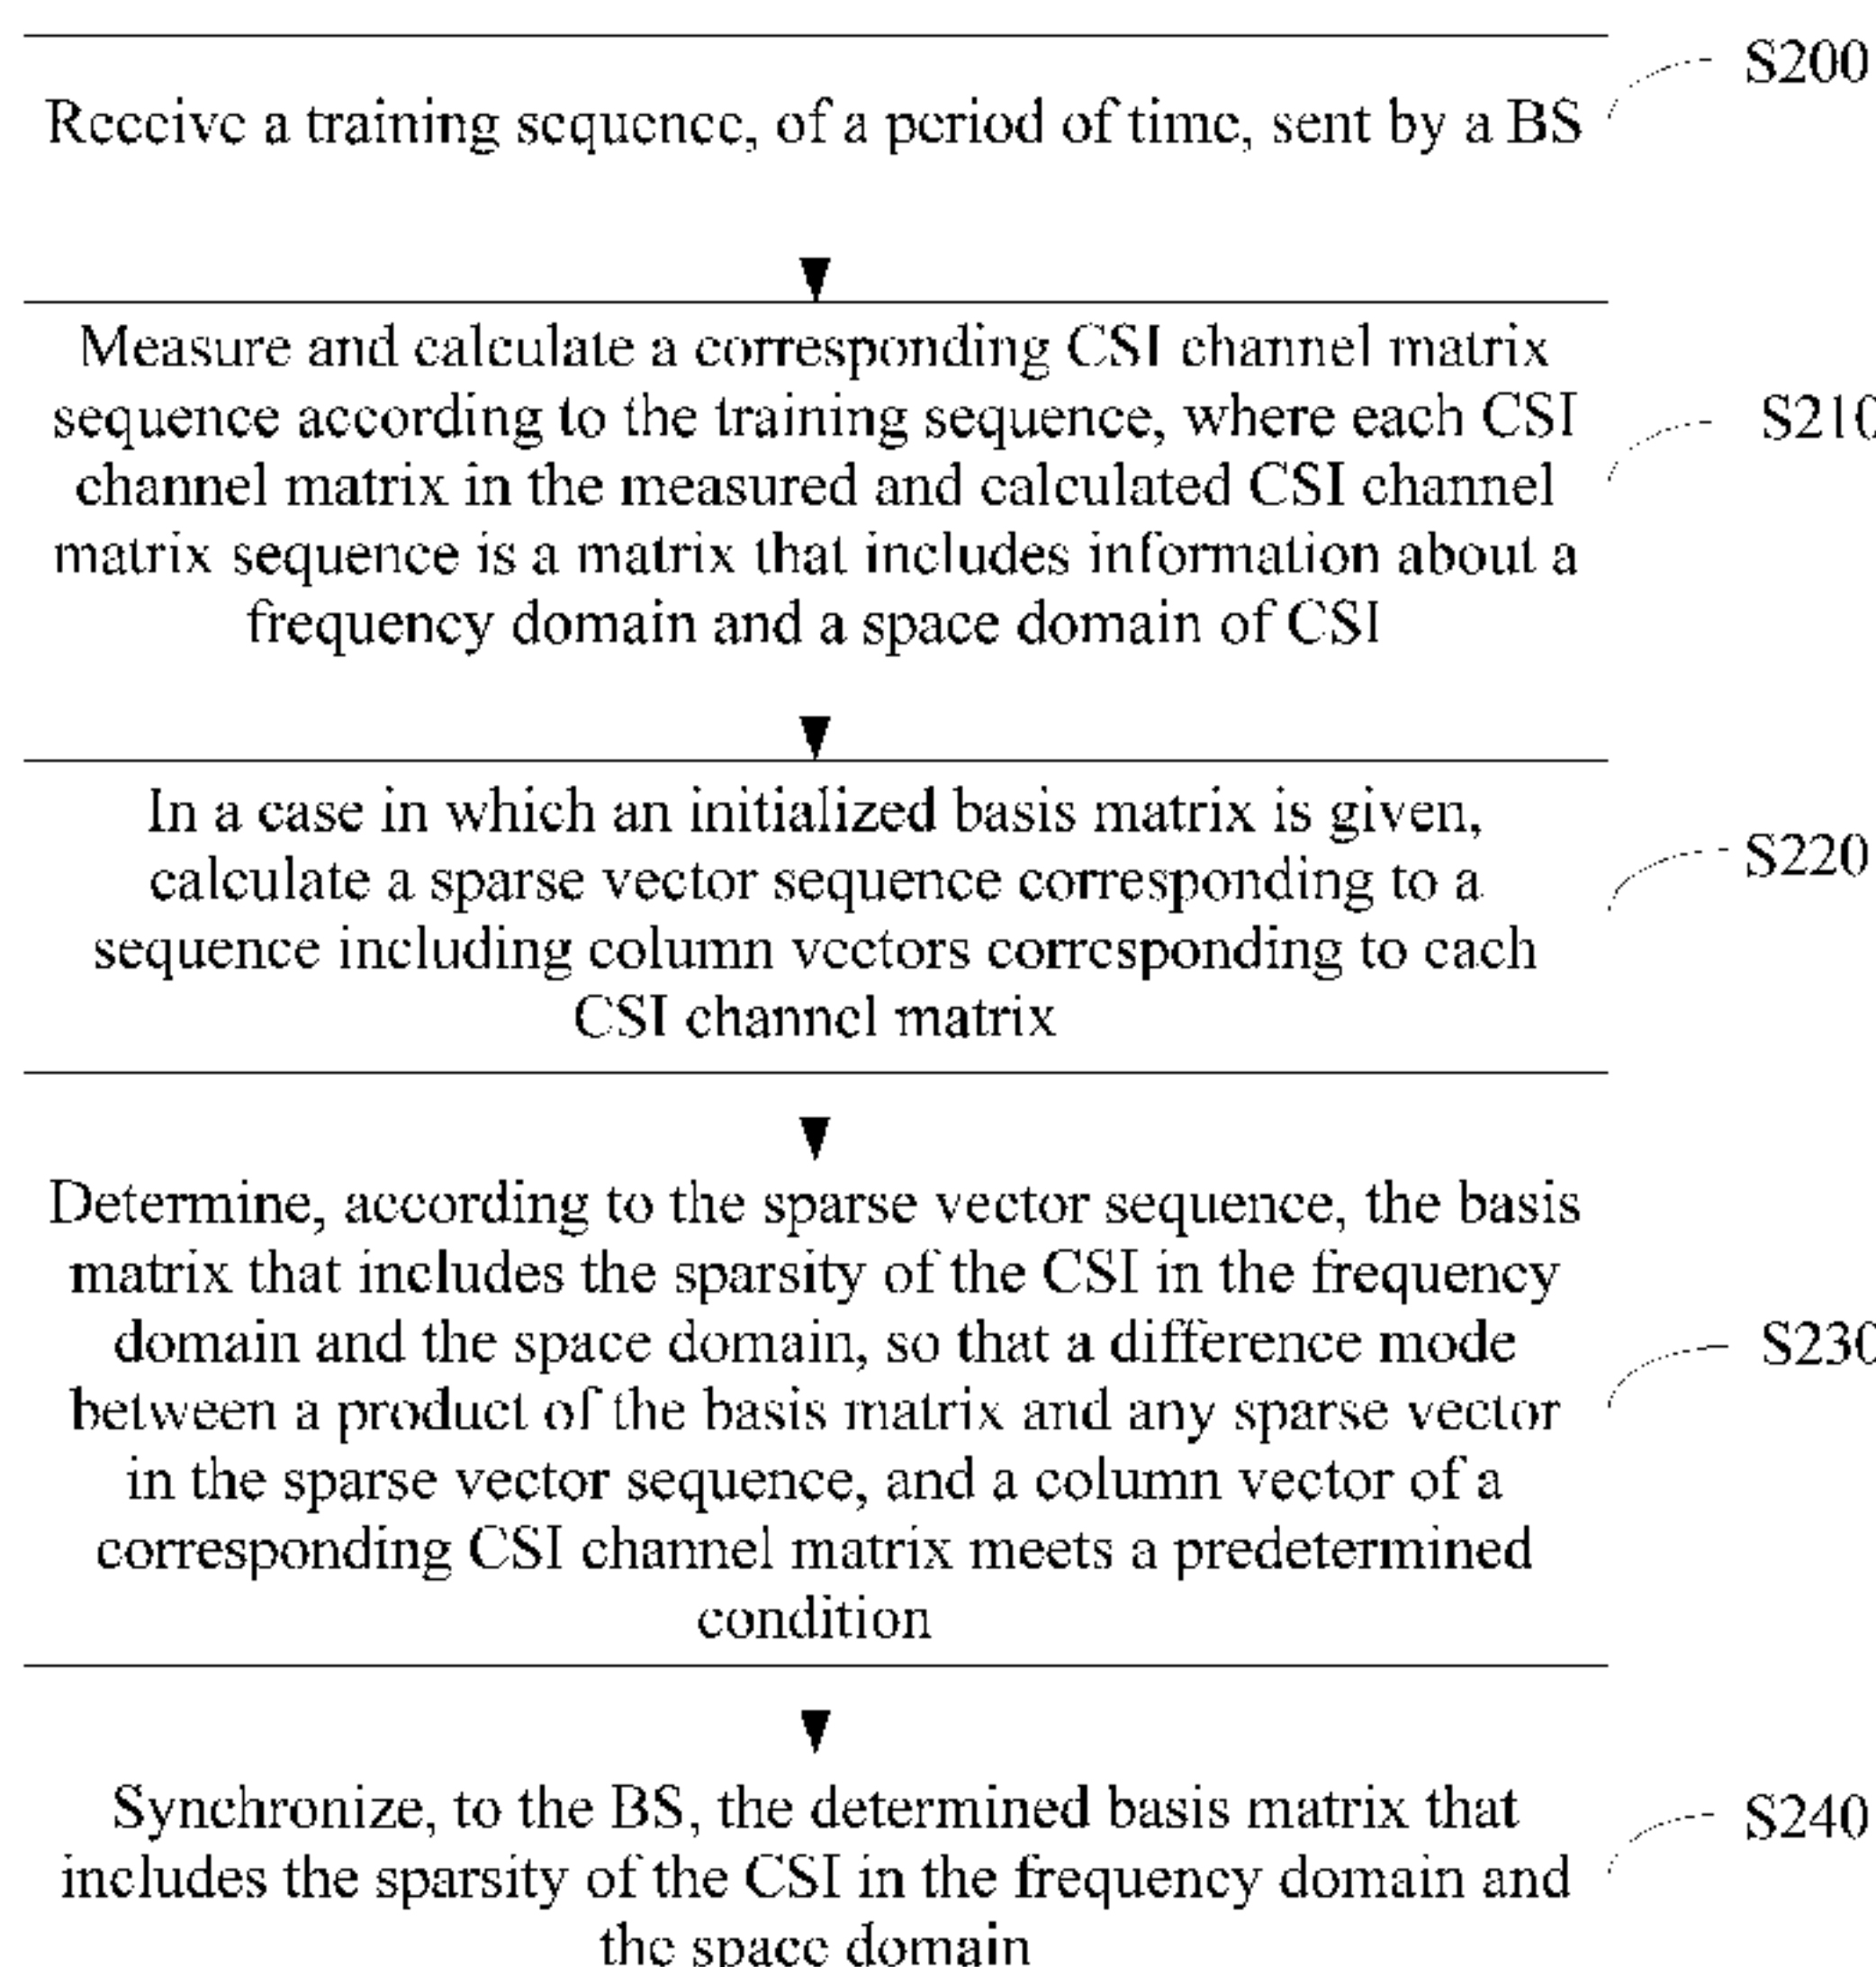 S200
Receive a training sequence, of a period of time, sent by a BS
Measure and calculate a corresponding CSI channel matrix
sequence according to the training sequence, where each CSI
S210
channel matrix in the measured and calculated CSI channel
matrix sequence is a matrix that includes information about a
frequency domain and a space domain of CSI
In a case in which an initialized basis matrix is given,
S220
calculate a sparse vector sequence corresponding to a
sequence including column vectors corresponding to each
CSI channel matrix
Determine, according to the sparse vector sequence, the basis
matrix that includes the sparsity of the CSI in the frequency
domain and the space domain, so that a difference mode
S230
between a product of the basis matrix and any sparse vector
in the sparse vector sequence, and a column vector of a
corresponding CSI channel matrix meets a predetermined
condition
Synchronize, to the BS, the determined basis matrix that
S240
includes the sparsity of the CSI in the frequency domain and
the space domain